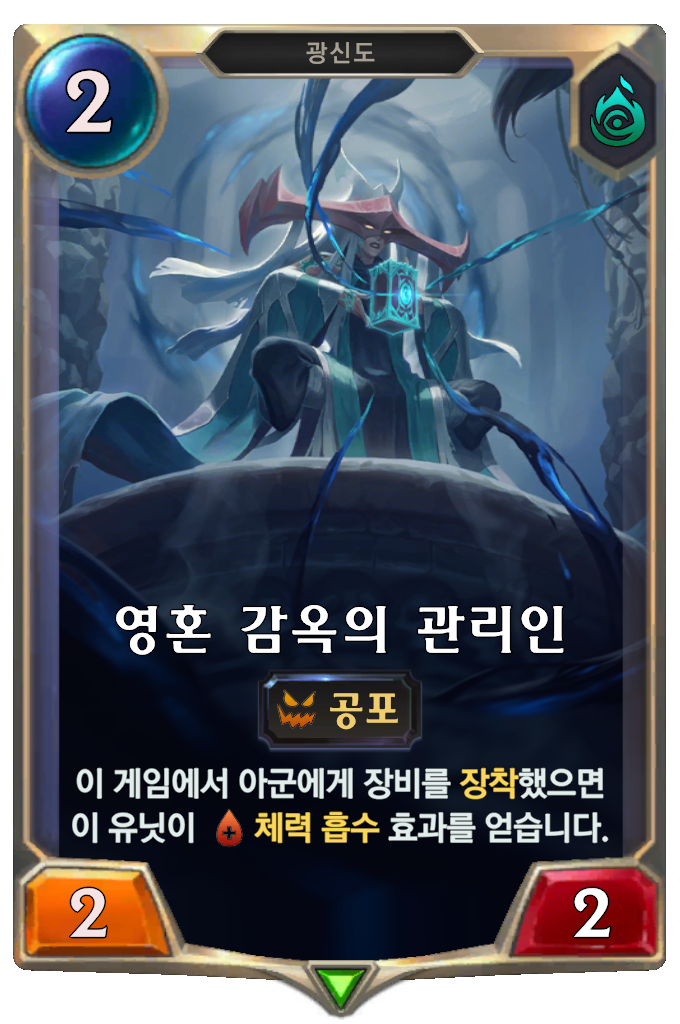 광신도
2
영혼 감옥의 관리인
공포
이 게임에서 아군에게 장비를 장착했으면
이 유닛이 체력 흡수 효과를 얻습니다.
2
2